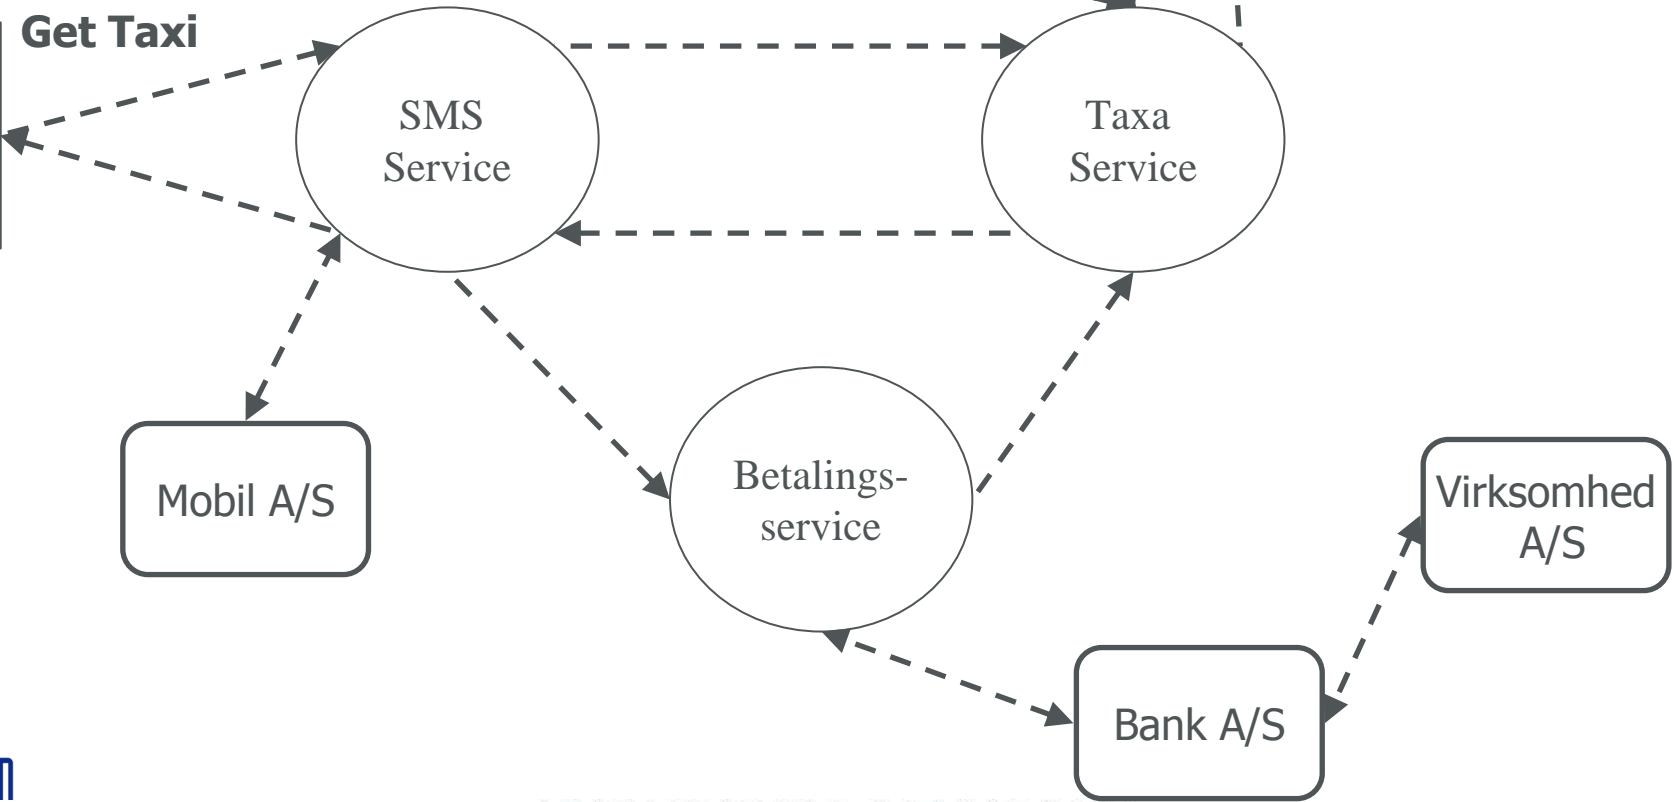 Get Taxi
SMS
Service
Taxa
Service
Mobil A/S
Betalings-
service
Virksomhed
A/S
Bank A/S